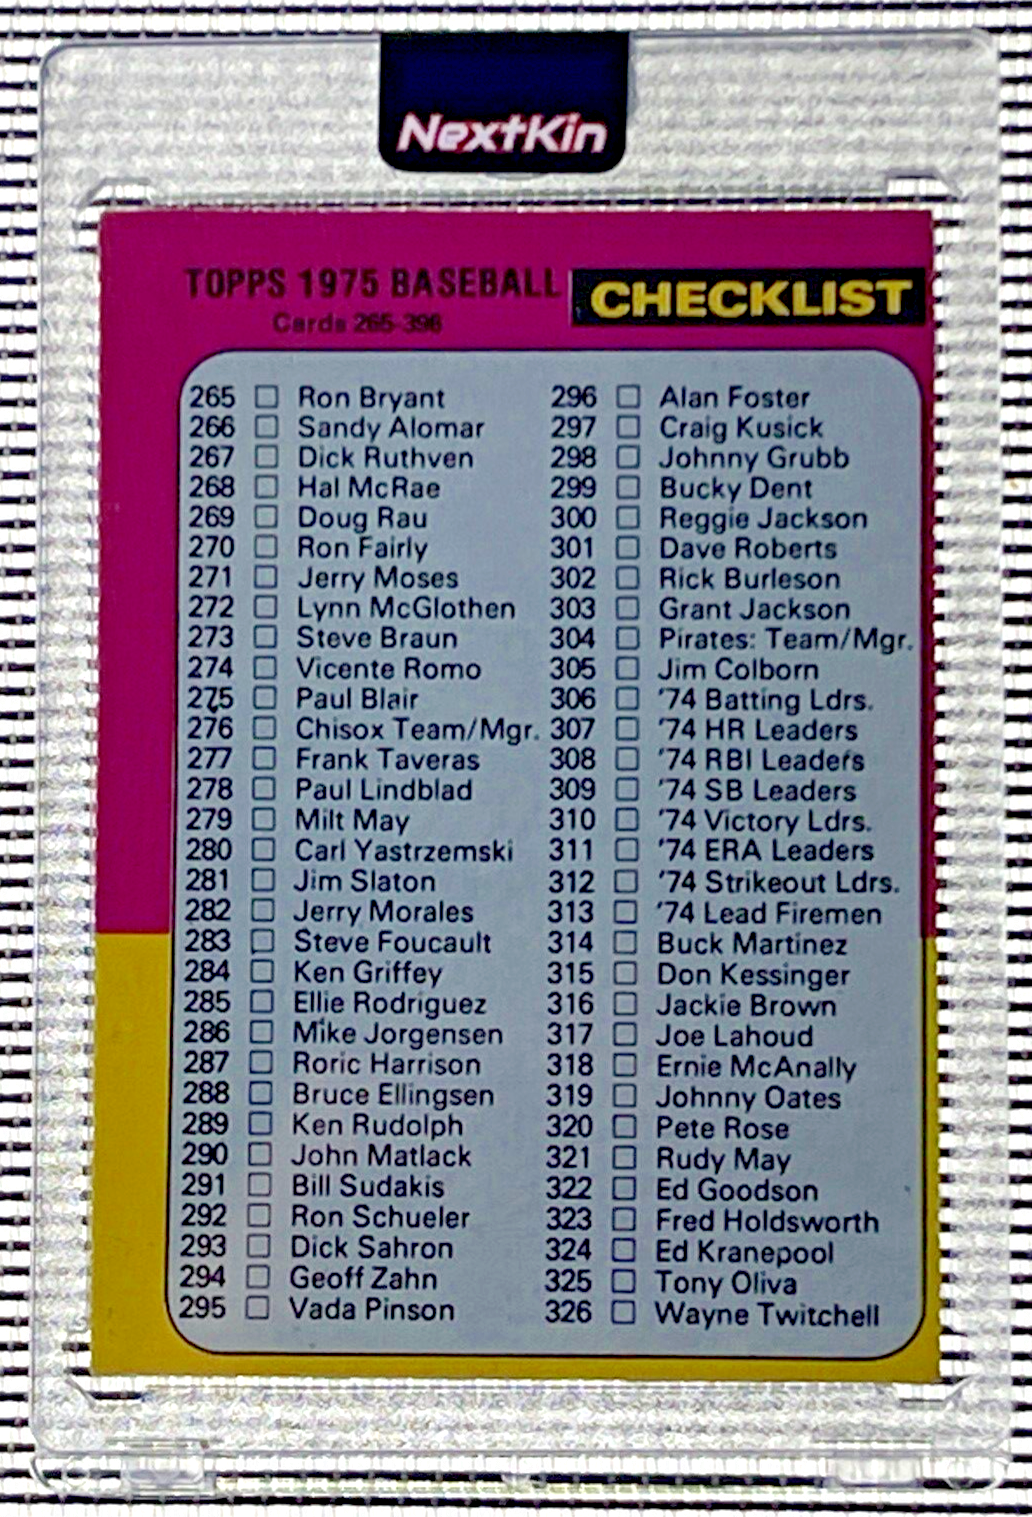 NextKin
TOPPS 1975 BASEBALL CHECKLIST
Cards 265-396
265 Ron Bryant
266 Sandy Alomar
267 Dick Ruthven
268 Hal McRae
269 Doug Rau
270 Ron Fairly
271 Jerry Moses
272 Lynn McGlothen
273 Steve Braun
274 Vicente Romo
275 Paul Blair
276 Chisox Team/Mgr.
277 Frank Taveras
278 Paul Lindblad
279 Milt May
280 Carl Yastrzemski
281 Jim Slaton
282 Jerry Morales
283 Steve Foucault
284 Ken Griffey
285 Ellie Rodriguez
286 Mike Jorgensen
287 Roric Harrison
288 Bruce Ellingsen
289 Ken Rudolph
290 John Matlack
291 Bill Sudakis
292 Ron Schueler
293 Dick Sahron
294 Geoff Zahn
295 Vada Pinson
296 Alan Foster
297 Craig Kusick
298 Johnny Grubb
299 Bucky Dent
300 Reggie Jackson
301 Dave Roberts
302 Rick Burleson
303 Grant Jackson
304 Pirates: Team/Mgr.
305 Jim Colborn
306 '74 Batting Ldrs.
307 '74 HR Leaders
308 '74 RBI Leaders
309 '74 SB Leaders
310 '74 Victory Ldrs.
311 '74 ERA Leaders
312 '74 Strikeout Ldrs.
313 '74 Lead Firemen
314 Buck Martinez
315 Don Kessinger
316 Jackie Brown
317 Joe Lahoud
318 Ernie McAnally
319 Johnny Oates
320 Pete Rose
321 Rudy May
322 Ed Goodson
323 Fred Holdsworth
324 Ed Kranepool
325 Tony Oliva
326 Wayne Twitchell